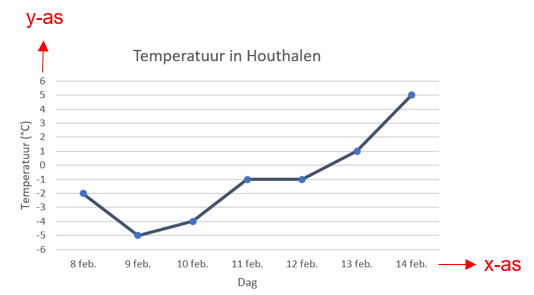 y-as
Temperatuur in Houthalen
Temperatuur (°C)
6
5
4
3
2
1
0
-1
-2
-3
-4
-5
-6
8 feb. 9 feb. 10 feb. 11 feb. 12 feb. 13 feb. 14 feb.
x-as
Dag